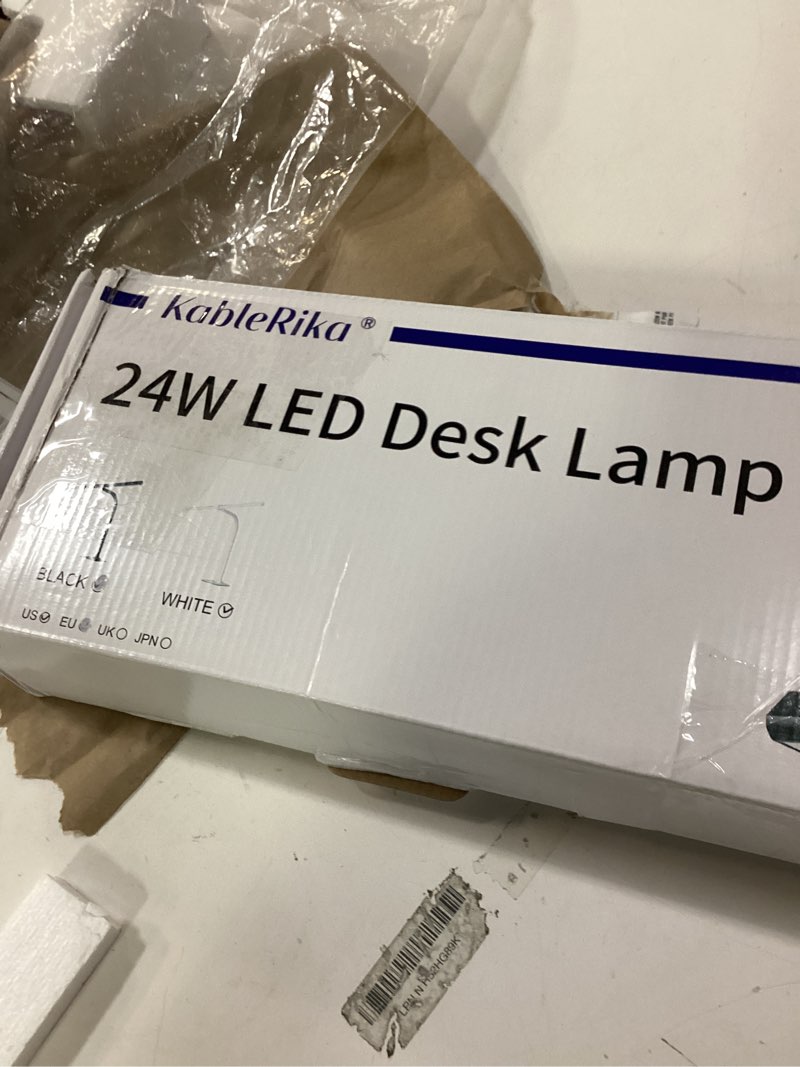 KableRika ®
24W LED Desk Lamp
BLACK WHITE
US EU UK JPN